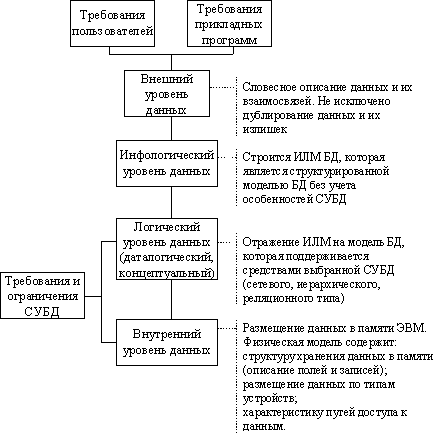 Требования
пользователей
Требования
прикладных
программ
Внешний
уровень
данных
Словесное описание данных и их
взаимосвязей. Не исключено
дублирование данных и их
излишек
Инфологический
уровень данных
Строится ИЛМ БД, которая
является структурированной
моделью БД без учета
особенностей СУБД
Логический
уровень данных
(даталогический,
концептуальный)
Отражение ИЛМ на модель БД,
которая поддерживается
средствами выбранной СУБД
(сетевого, иерархического,
реляционного типа)
Требования и
ограничения
СУБД
Внутренний
уровень данных
Размещение данных в памяти ЭВМ.
Физическая модель содержит:
структуру хранения данных в памяти
(описание полей и записей);
размещение данных по типам
устройств;
характеристику путей доступа к
данным.